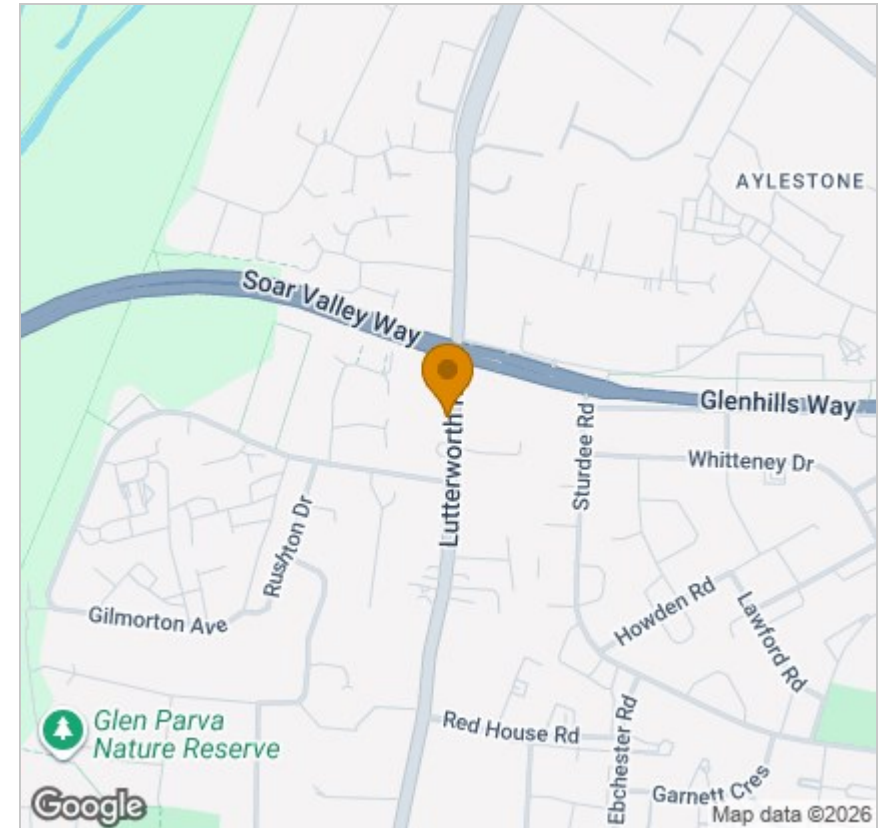 AYLESTONE
Soar Valley Way
Glenhills Way
Lutterworth
Sturdee Rd
Whitteney Dr
Rushton Dr
Gilmorton Ave
Howden Rd
Lawford Rd
Glen Parva
Nature Reserve
Red House Rd
Ebchester Rd
Garnett Cres
Google
Map data ©2026